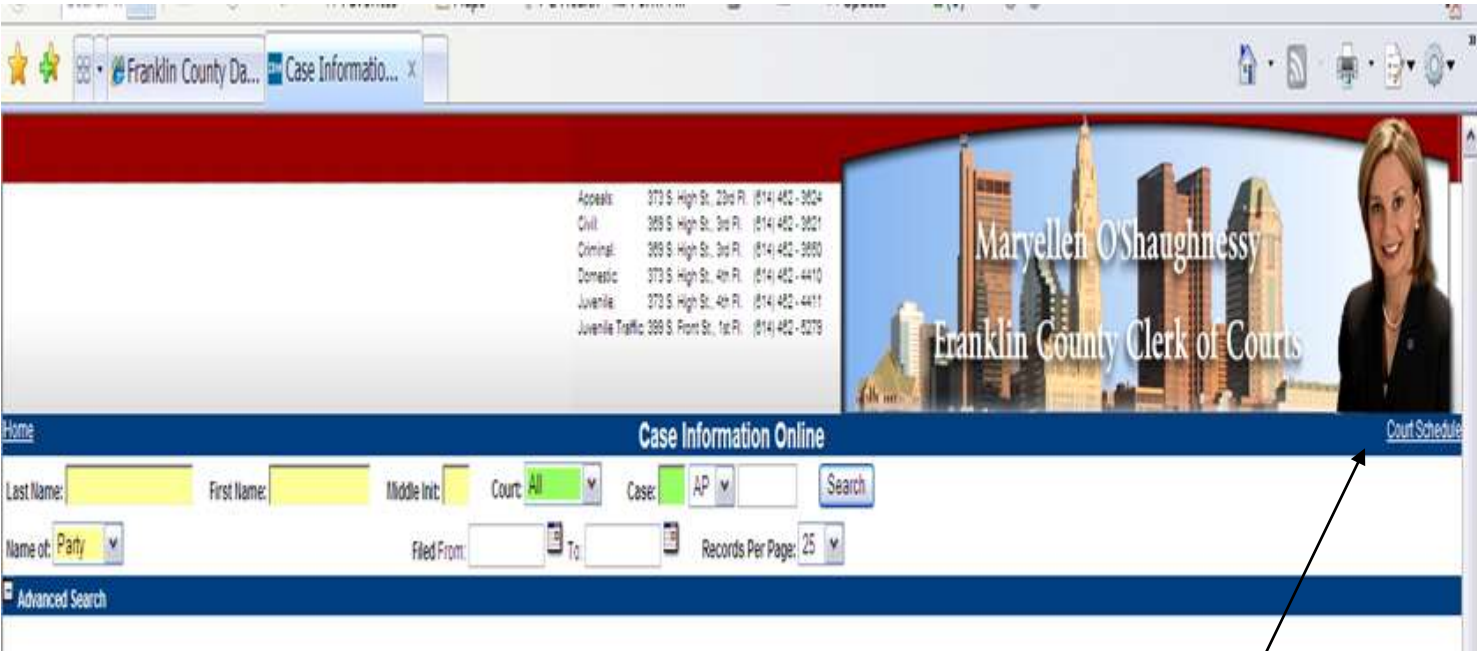 Franklin County Da... Case Informatio... x
Appeals: 373 S. High St., 23rd Fl. (614) 462 - 3624
Civil: 369 S. High St., 3rd Fl. (614) 462 - 3621
Criminal: 369 S. High St., 3rd Fl. (614) 462 - 3650
Domestic: 373 S. High St., 4th Fl. (614) 462 - 4410
Juvenile: 373 S. High St., 4th Fl. (614) 462 - 4411
Juvenile Traffic: 399 S. Front St., 1st Fl. (614) 462 - 5279
Maryellen O'Shaughnessy
Franklin County Clerk of Courts
Home Case Information Online Court Schedule
Last Name: First Name: Middle Init: Court: All Case: AP Search
Name of: Party Filed From: To: Records Per Page: 25
Advanced Search